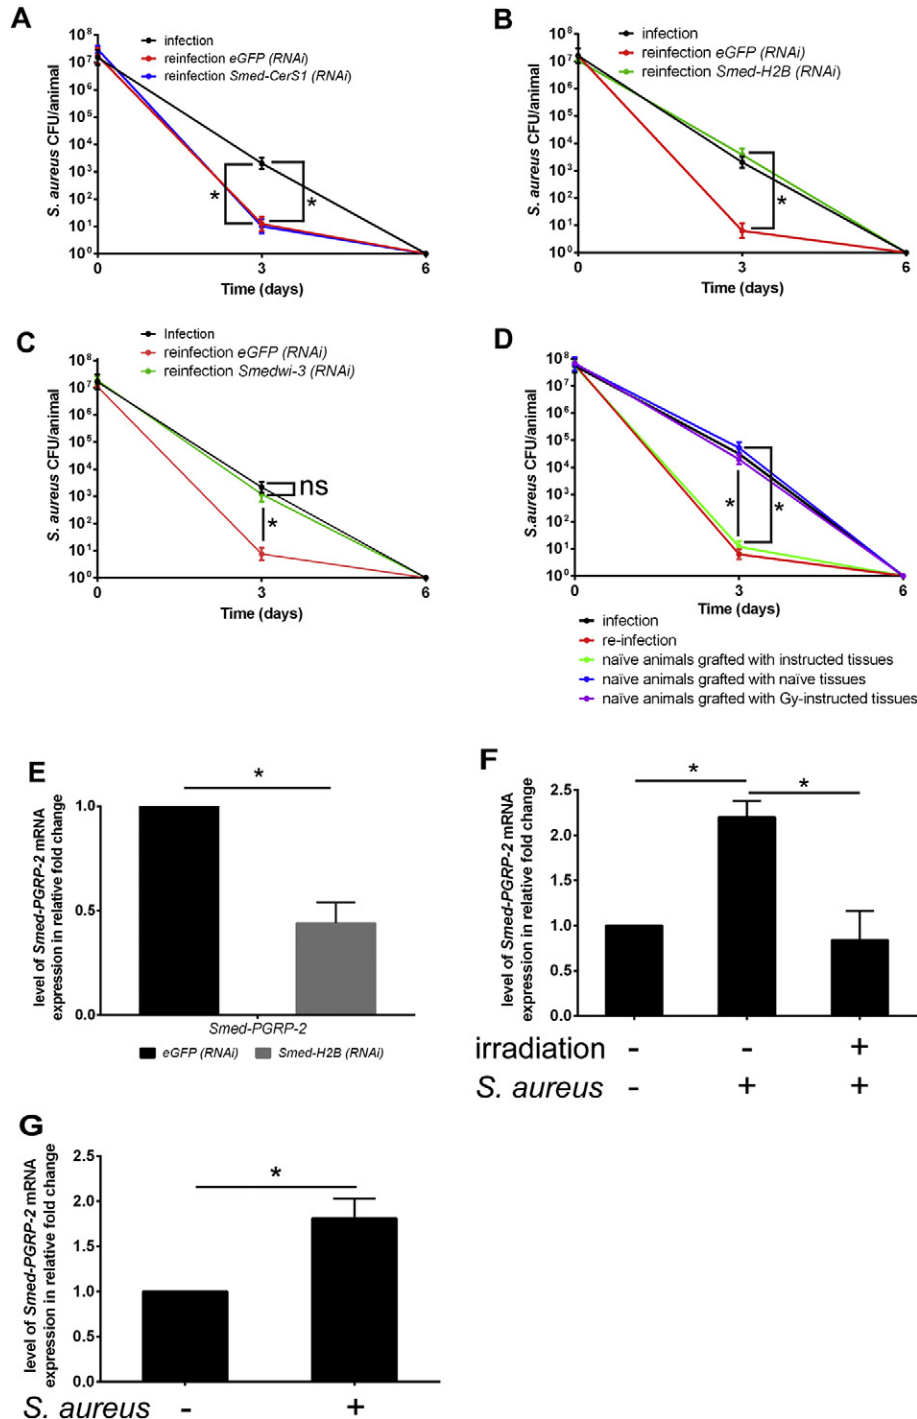 A
infection
reinfection eGFP (RNAi)
reinfection Smed-CerS1 (RNAi)
S. aureus CFU/animal
10⁸
10⁷
10⁶
10⁵
10⁴
10³
10²
10¹
10⁰
* *
0 3 6
Time (days)
B
infection
reinfection eGFP (RNAi)
reinfection Smed-H2B (RNAi)
S. aureus CFU/animal
10⁸
10⁷
10⁶
10⁵
10⁴
10³
10²
10¹
10⁰
*
0 3 6
Time (days)
C
Infection
reinfection eGFP (RNAi)
reinfection Smedwi-3 (RNAi)
S. aureus CFU/animal
10⁸
10⁷
10⁶
10⁵
10⁴
10³
10²
10¹
10⁰
ns
*
0 3 6
Time (days)
D
S.aureus CFU/animal
10⁸
10⁷
10⁶
10⁵
10⁴
10³
10²
10¹
10⁰
* *
0 3 6
Time (days)
infection
re-infection
naïve animals grafted with instructed tissues
naïve animals grafted with naïve tissues
naïve animals grafted with Gy-instructed tissues
E
level of Smed-PGRP-2 mRNA
expression in relative fold change
*
1.0
0.5
0.0
Smed-PGRP-2
eGFP (RNAi) Smed-H2B (RNAi)
F
level of Smed-PGRP-2 mRNA
expression in relative fold change
* *
2.5
2.0
1.0
0.5
0.0
irradiation - - +
S. aureus - + +
G
level of Smed-PGRP-2 mRNA
expression in relative fold change
*
2.5
2.0
1.0
0.5
0.0
S. aureus - +